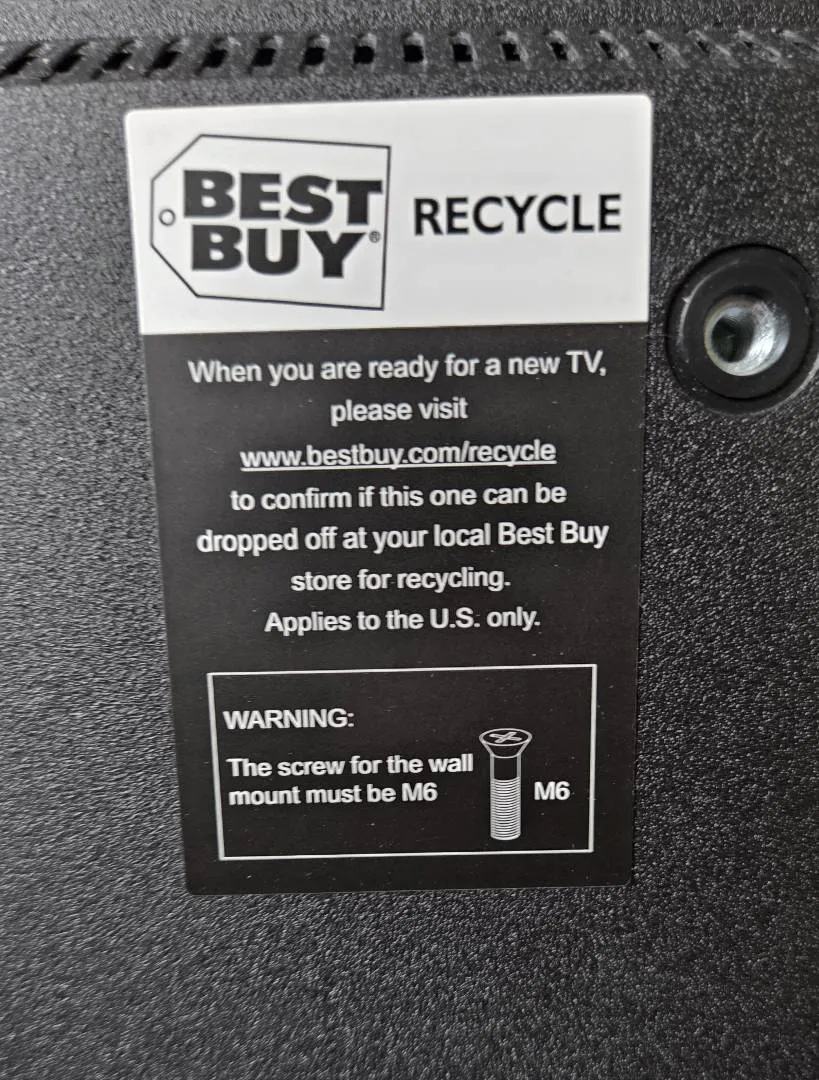 BEST
BUY®
RECYCLE
When you are ready for a new TV,
please visit
www.bestbuy.com/recycle
to confirm if this one can be
dropped off at your local Best Buy
store for recycling.
Applies to the U.S. only.
WARNING:
The screw for the wall
mount must be M6
M6